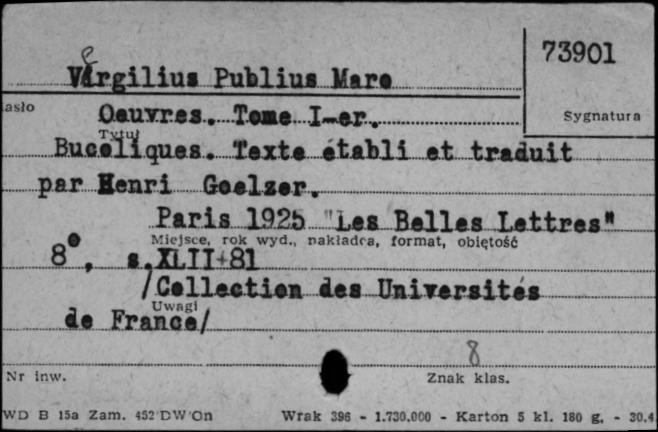 Vergilius Publius Maro
73901
asło
Oeuvres. Tome I-er.
Sygnatura
Tytuł
Bucoliques. Texte établi et traduit
par Henri Goelzer.
Paris 1925 "Les Belles Lettres"
Miejsce, rok wyd., nakładca, format, objętość
8°, s.XLII+81
/Collection des Universités
Uwagi
de France/
8
Nr inw.
Znak klas.
WD B 15a Zam. 452 DW On Wrak 396 - 1.730.000 - Karton 5 kl. 180 g. - 30.4